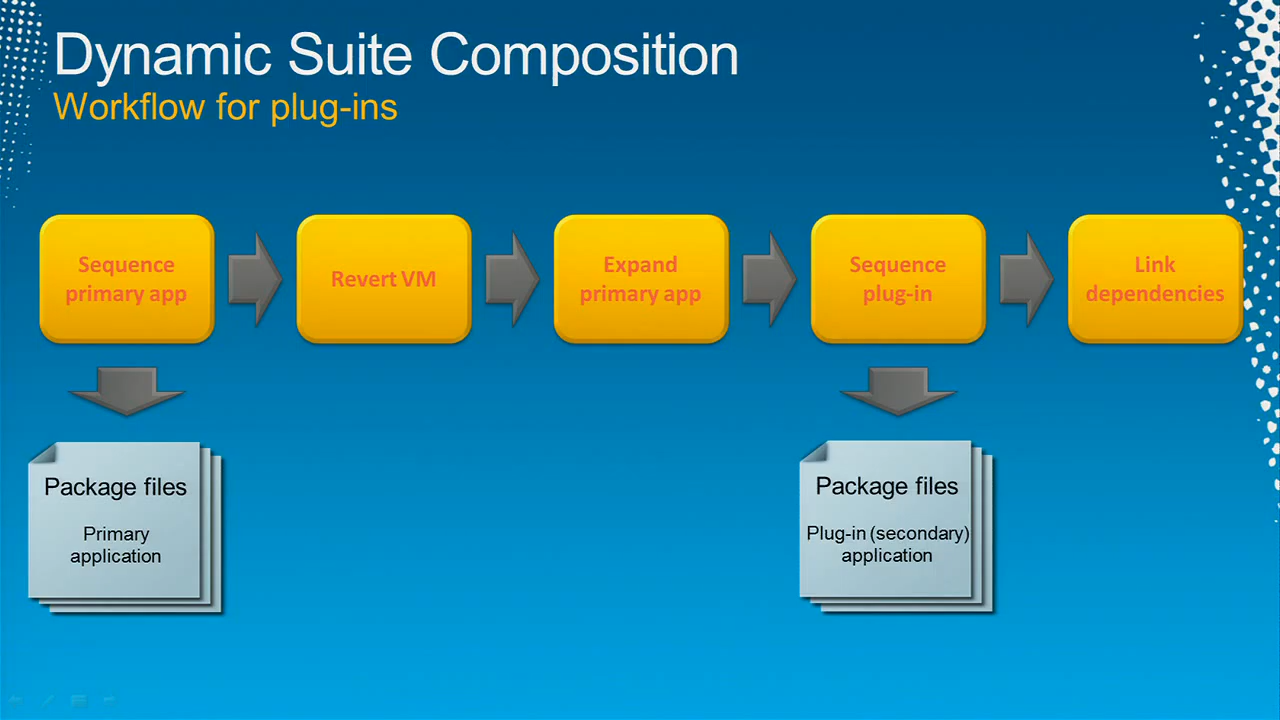 Dynamic Suite Composition
Workflow for plug-ins
Sequence
primary app
Revert VM
Expand
primary app
Sequence
plug-in
Link
dependencies
Package files
Primary
application
Package files
Plug-in (secondary)
application